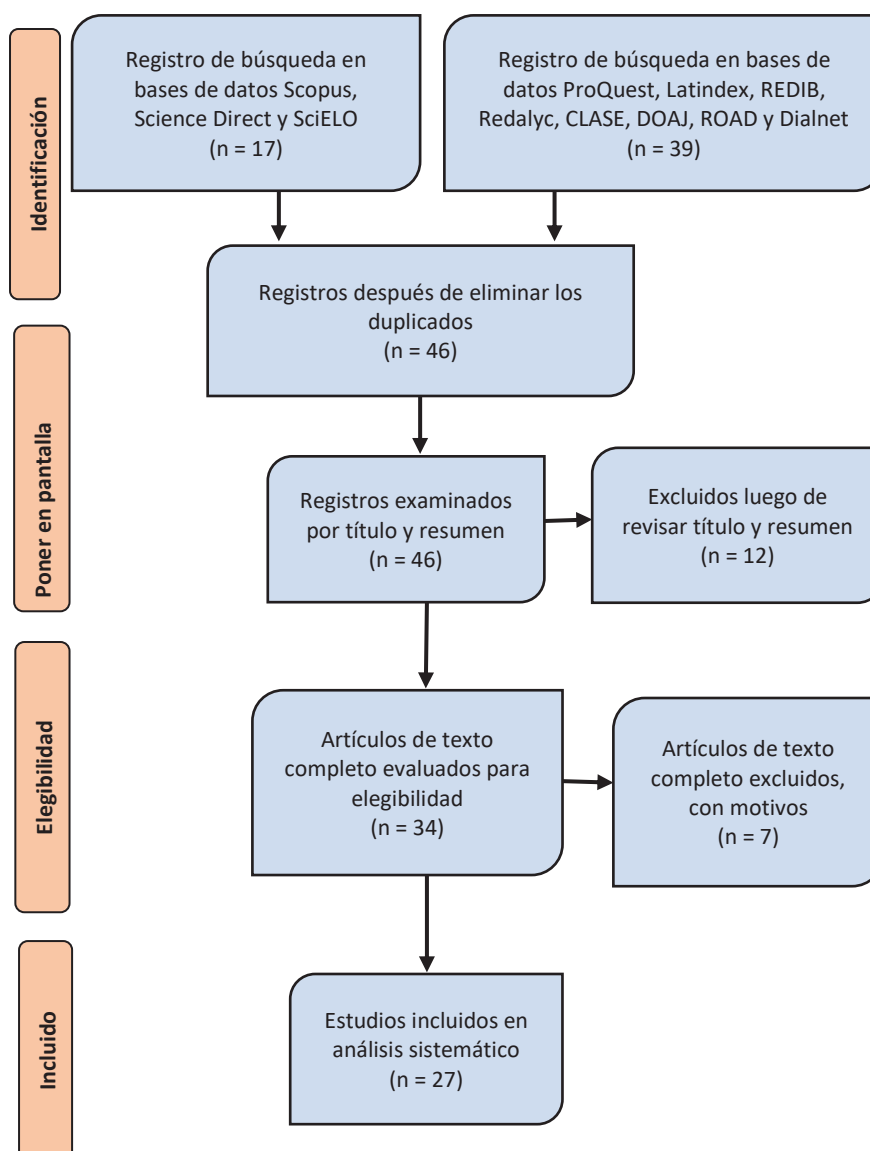 Identificación
Registro de búsqueda en
bases de datos Scopus,
Science Direct y SciELO
(n = 17)
Registro de búsqueda en bases de
datos ProQuest, Latindex, REDIB,
Redalyc, CLASE, DOAJ, ROAD y Dialnet
(n = 39)
Registros después de eliminar los
duplicados
(n = 46)
Poner en pantalla
Registros examinados
por título y resumen
(n = 46)
Excluidos luego de
revisar título y resumen
(n = 12)
Elegibilidad
Artículos de texto
completo evaluados para
elegibilidad
(n = 34)
Artículos de texto
completo excluidos,
con motivos
(n = 7)
Incluido
Estudios incluidos en
análisis sistemático
(n = 27)